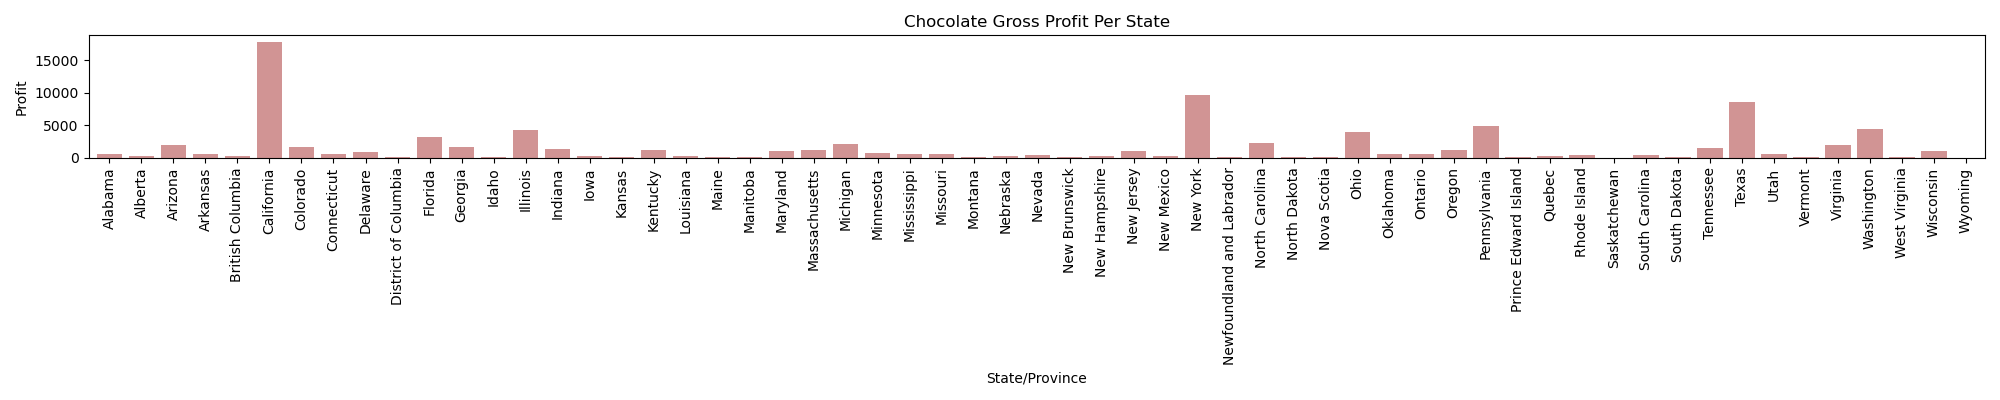 Chocolate Gross Profit Per State
Profit
15000
10000
5000
0
Alabama
Alberta
Arizona
Arkansas
British Columbia
California
Colorado
Connecticut
Delaware
District of Columbia
Florida
Georgia
Idaho
Illinois
Indiana
Iowa
Kansas
Kentucky
Louisiana
Maine
Manitoba
Maryland
Massachusetts
Michigan
Minnesota
Mississippi
Missouri
Montana
Nebraska
Nevada
New Brunswick
New Hampshire
New Jersey
New Mexico
New York
Newfoundland and Labrador
North Carolina
North Dakota
Nova Scotia
Ohio
Oklahoma
Ontario
Oregon
Pennsylvania
Prince Edward Island
Quebec
Rhode Island
Saskatchewan
South Carolina
South Dakota
Tennessee
Texas
Utah
Vermont
Virginia
Washington
West Virginia
Wisconsin
Wyoming
State/Province